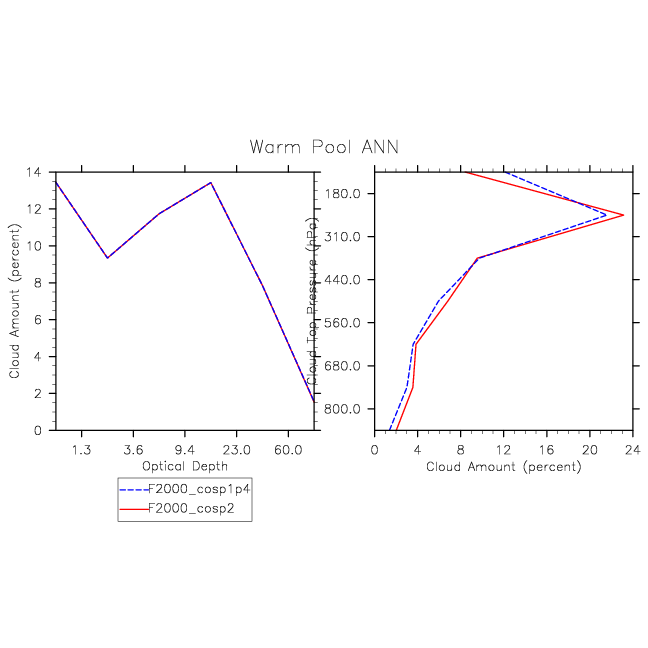 Warm Pool ANN
Cloud Amount (percent)
14
12
10
8
6
4
2
0
1.3 3.6 9.4 23.0 60.0
Optical Depth
Cloud Top Pressure (hPa)
180.0
310.0
440.0
560.0
680.0
800.0
0 4 8 12 16 20 24
Cloud Amount (percent)
F2000_cosp1p4
F2000_cosp2